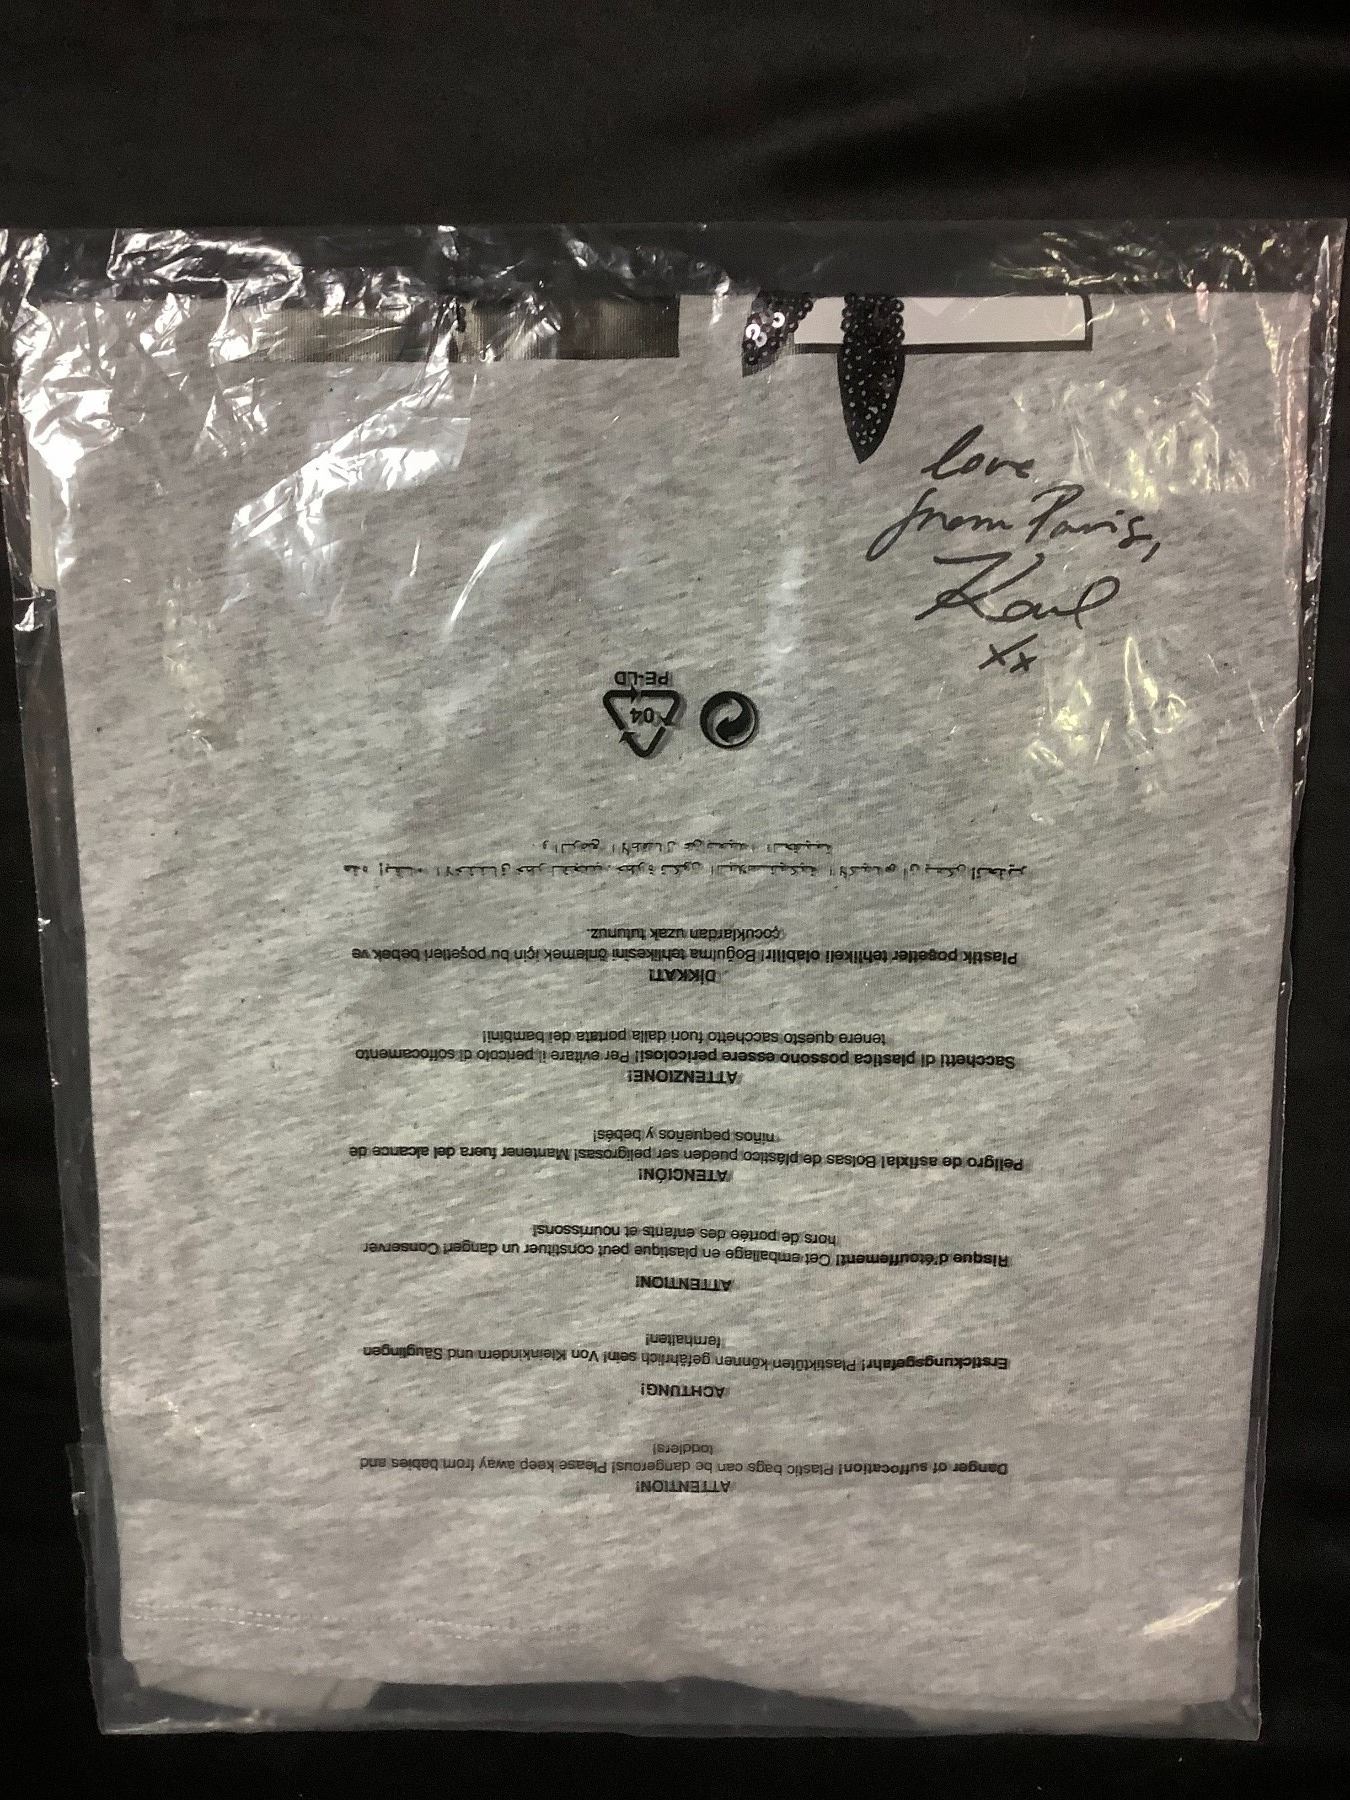 love
from Paris,
Karl
xx
ATTENTION!
Danger of suffocation! Plastic bags can be dangerous! Please keep away from babies and
toddlers!
ACHTUNG!
Erstickungsgefahr! Plastiktüten können gefährlich sein! Von Kleinkindern und Säuglingen
fernhalten!
ATTENTION!
Risque d'étouffement! Cet emballage en plastique peut constituer un danger! Conserver
hors de portée des enfants et nourrissons!
ATENCIÓN!
Peligro de asfixia! Bolsas de plástico pueden ser peligrosas! Mantener fuera del alcance de
niños pequeños y bebés!
ATTENZIONE!
Sacchetti di plastica possono essere pericolosi! Per evitare il pericolo di soffocamento
tenere questo sacchetto fuori dalla portata dei bambini!
DİKKAT!
Plastik poşetler tehlikeli olabilir! Boğulma tehlikesini önlemek için bu poşetleri bebek ve
çocuklardan uzak tutunuz.
04
PE-LD